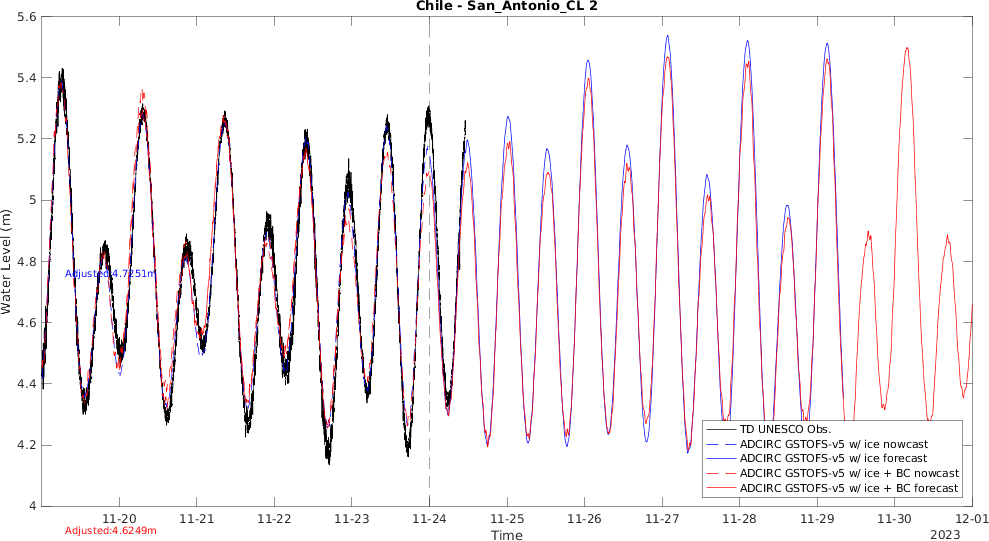 Chile - San_Antonio_CL 2
5.6
5.4
5.2
5
4.8
4.6
4.4
4.2
4
Water Level (m)
Adjusted:4.7251m
Adjusted:4.6249m
TD UNESCO Obs.
ADCIRC GSTOFS-v5 w/ ice nowcast
ADCIRC GSTOFS-v5 w/ ice forecast
ADCIRC GSTOFS-v5 w/ ice + BC nowcast
ADCIRC GSTOFS-v5 w/ ice + BC forecast
11-20 11-21 11-22 11-23 11-24 11-25 11-26 11-27 11-28 11-29 11-30 12-01
Time
2023